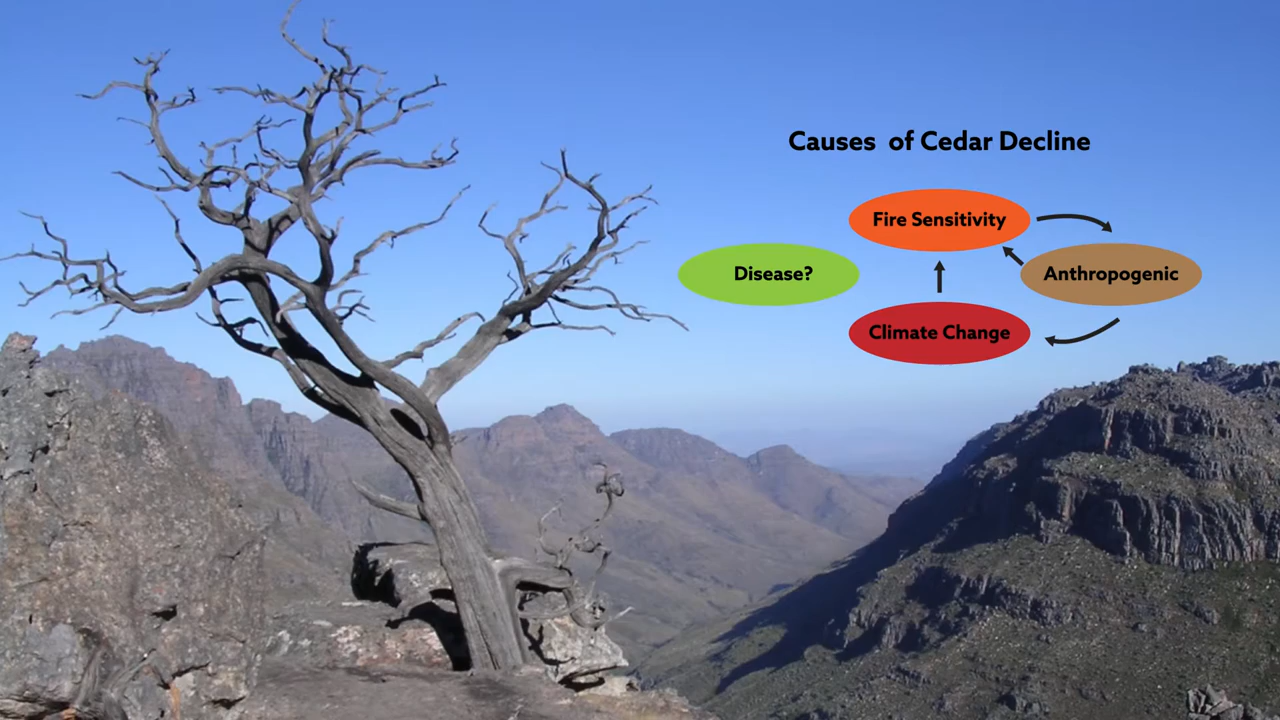 Causes of Cedar Decline
Fire Sensitivity
Disease?
Anthropogenic
Climate Change